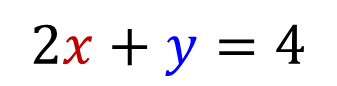 2x + y = 4